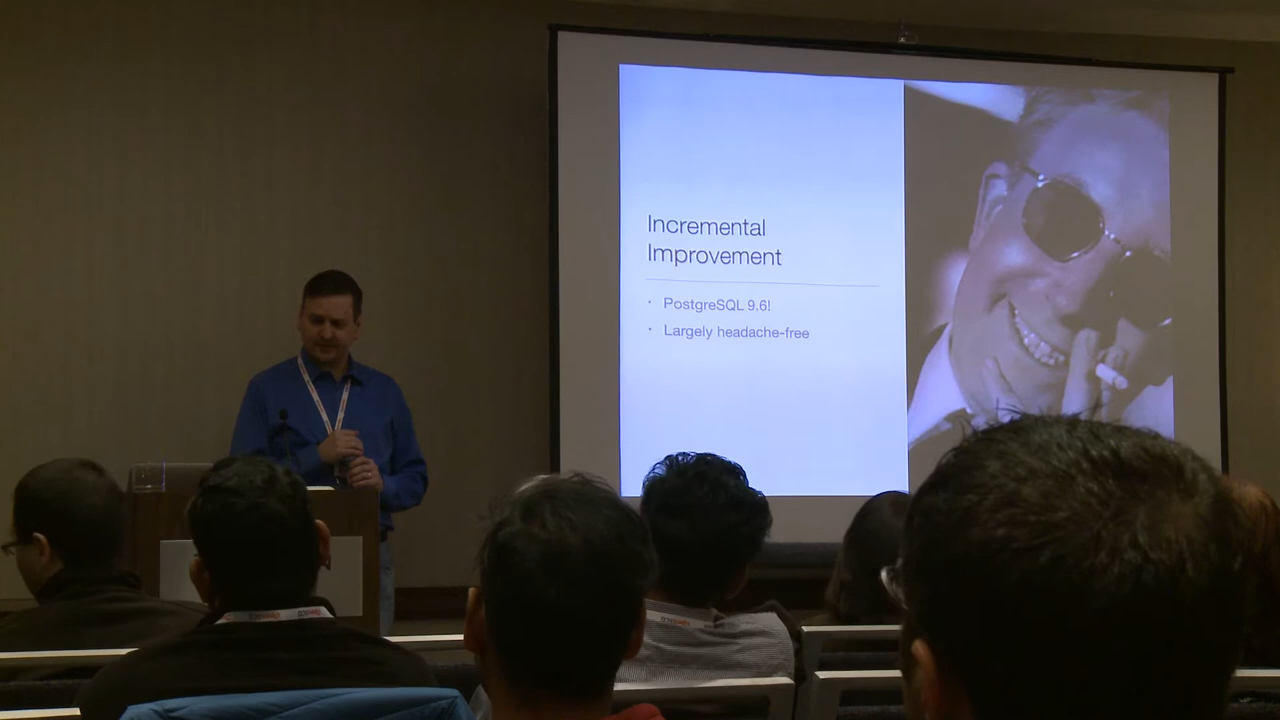 Incremental
Improvement
• PostgreSQL 9.6!
• Largely headache-free